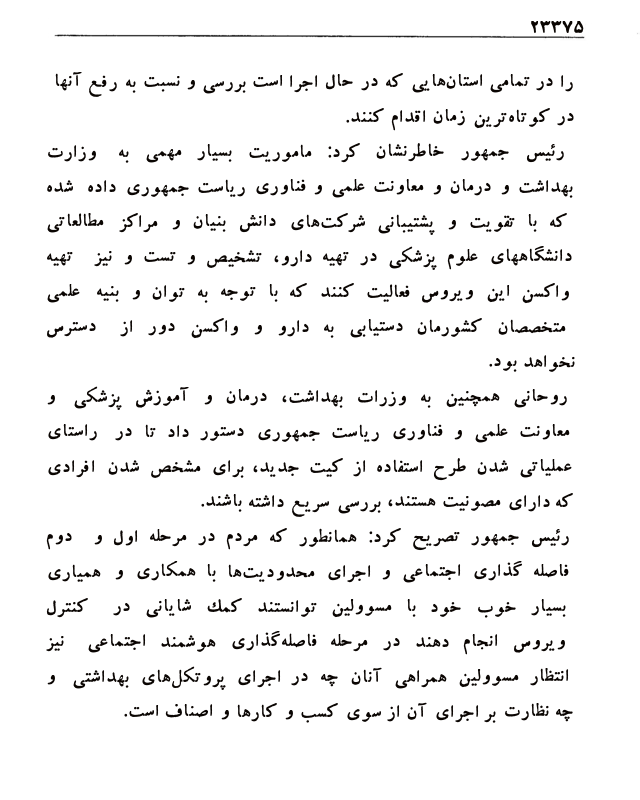 ۲۳۳۷۵
را در تمامی استان‌هایی که در حال اجرا است بررسی و نسبت به رفع آنها
در کوتاه‌ترین زمان اقدام کنند.
رئیس جمهور خاطرنشان کرد: ماموریت بسیار مهمی به وزارت
بهداشت و درمان و معاونت علمی و فناوری ریاست جمهوری داده شده
که با تقویت و پشتیبانی شرکت‌های دانش بنیان و مراکز مطالعاتی
دانشگاههای علوم پزشکی در تهیه دارو، تشخیص و تست و نیز تهیه
واکسن این ویروس فعالیت کنند که با توجه به توان و بنیه علمی
متخصصان کشورمان دستیابی به دارو و واکسن دور از دسترس
نخواهد بود.
روحانی همچنین به وزرات بهداشت، درمان و آموزش پزشکی و
معاونت علمی و فناوری ریاست جمهوری دستور داد تا در راستای
عملیاتی شدن طرح استفاده از کیت جدید، برای مشخص شدن افرادی
که دارای مصونیت هستند، بررسی سریع داشته باشند.
رئیس جمهور تصریح کرد: همانطور که مردم در مرحله اول و دوم
فاصله گذاری اجتماعی و اجرای محدودیت‌ها با همکاری و همیاری
بسیار خوب خود با مسوولین توانستند کمك شایانی در کنترل
ویروس انجام دهند در مرحله فاصله‌گذاری هوشمند اجتماعی نیز
انتظار مسوولین همراهی آنان چه در اجرای پروتکل‌های بهداشتی و
چه نظارت بر اجرای آن از سوی کسب و کارها و اصناف است.